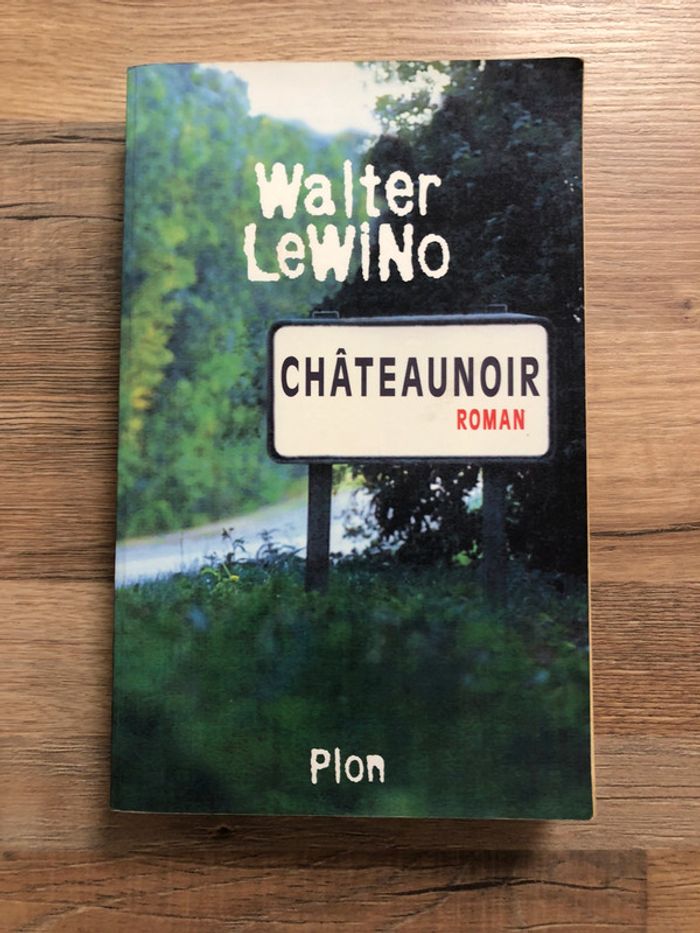 Walter
LeWiNo
CHÂTEAUNOIR
ROMAN
Plon